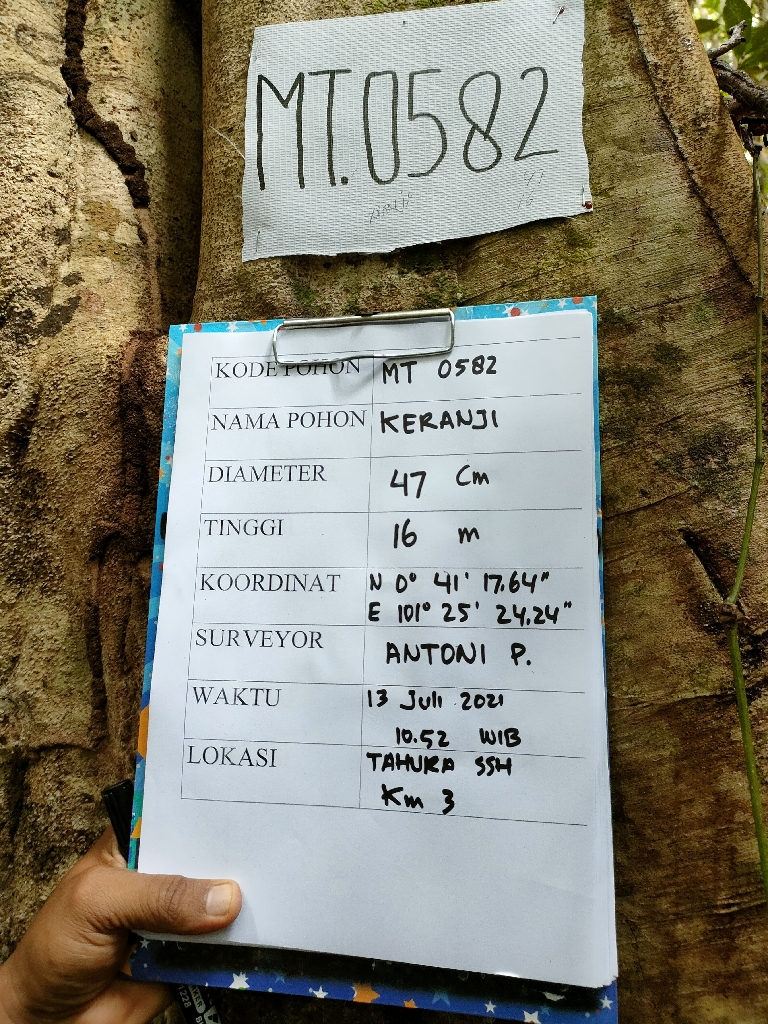 MT.0582
KODE POHON MT 0582
NAMA POHON KERANJI
DIAMETER 47 Cm
TINGGI 16 m
KOORDINAT N 0° 41' 17.64"
E 101° 25' 24.24"
SURVEYOR ANTONI P.
WAKTU 13 Juli 2021
10.52 WIB
LOKASI TAHURA SSH
Km 3